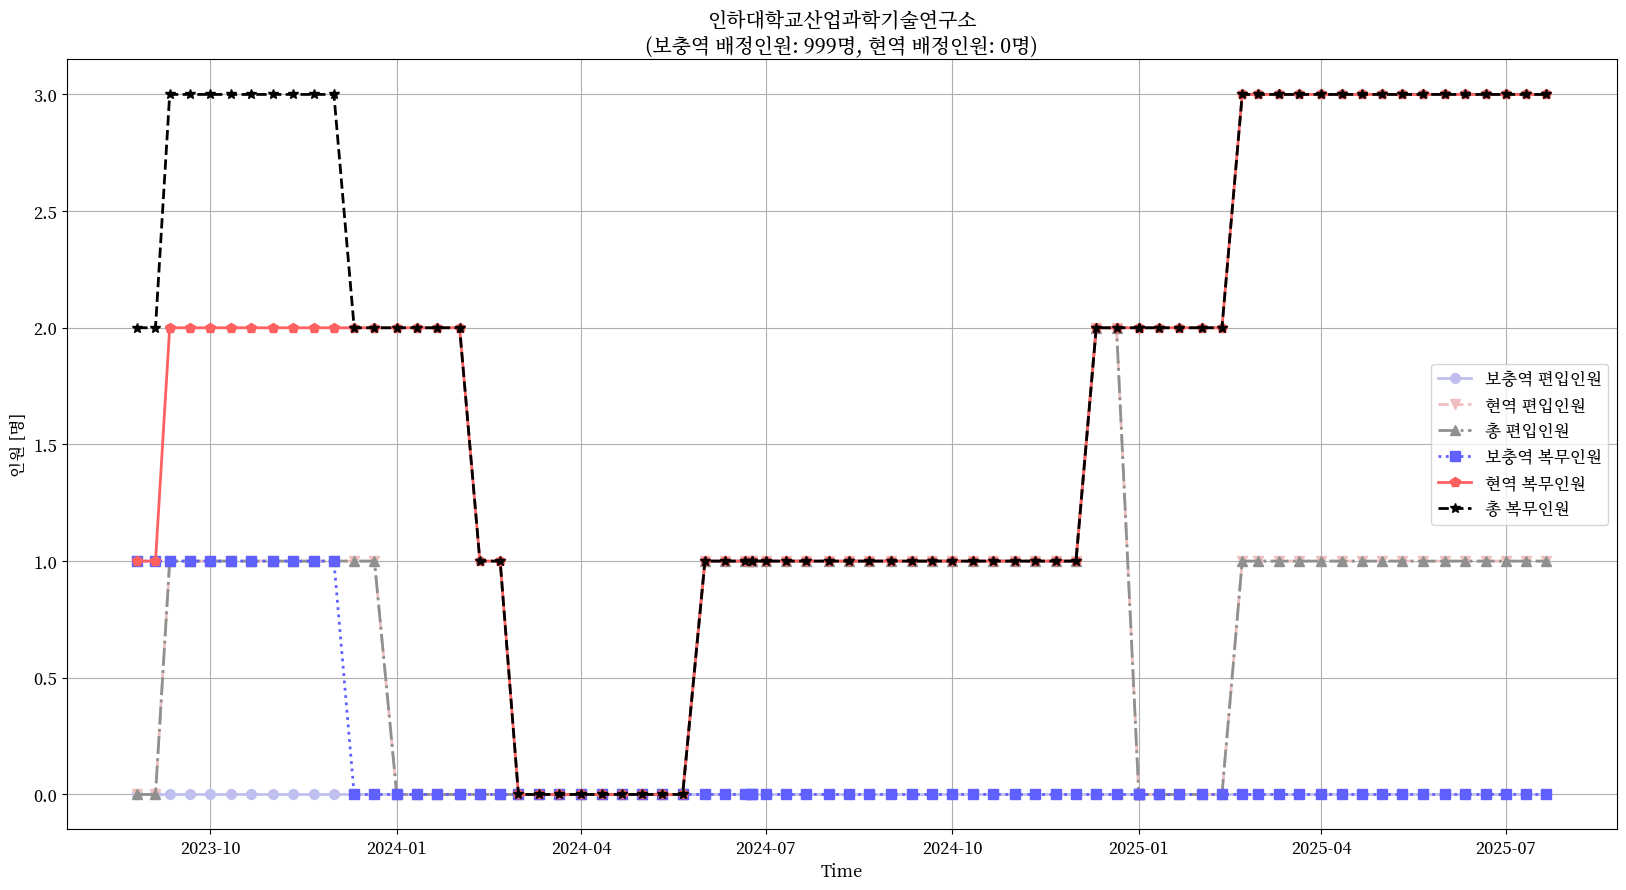 인하대학교산업과학기술연구소
(보충역 배정인원: 999명, 현역 배정인원: 0명)
인원 [명]
3.0
2.5
2.0
1.5
1.0
0.5
0.0
보충역 편입인원
현역 편입인원
총 편입인원
보충역 복무인원
현역 복무인원
총 복무인원
2023-10
2024-01
2024-04
2024-07
2024-10
2025-01
2025-04
2025-07
Time